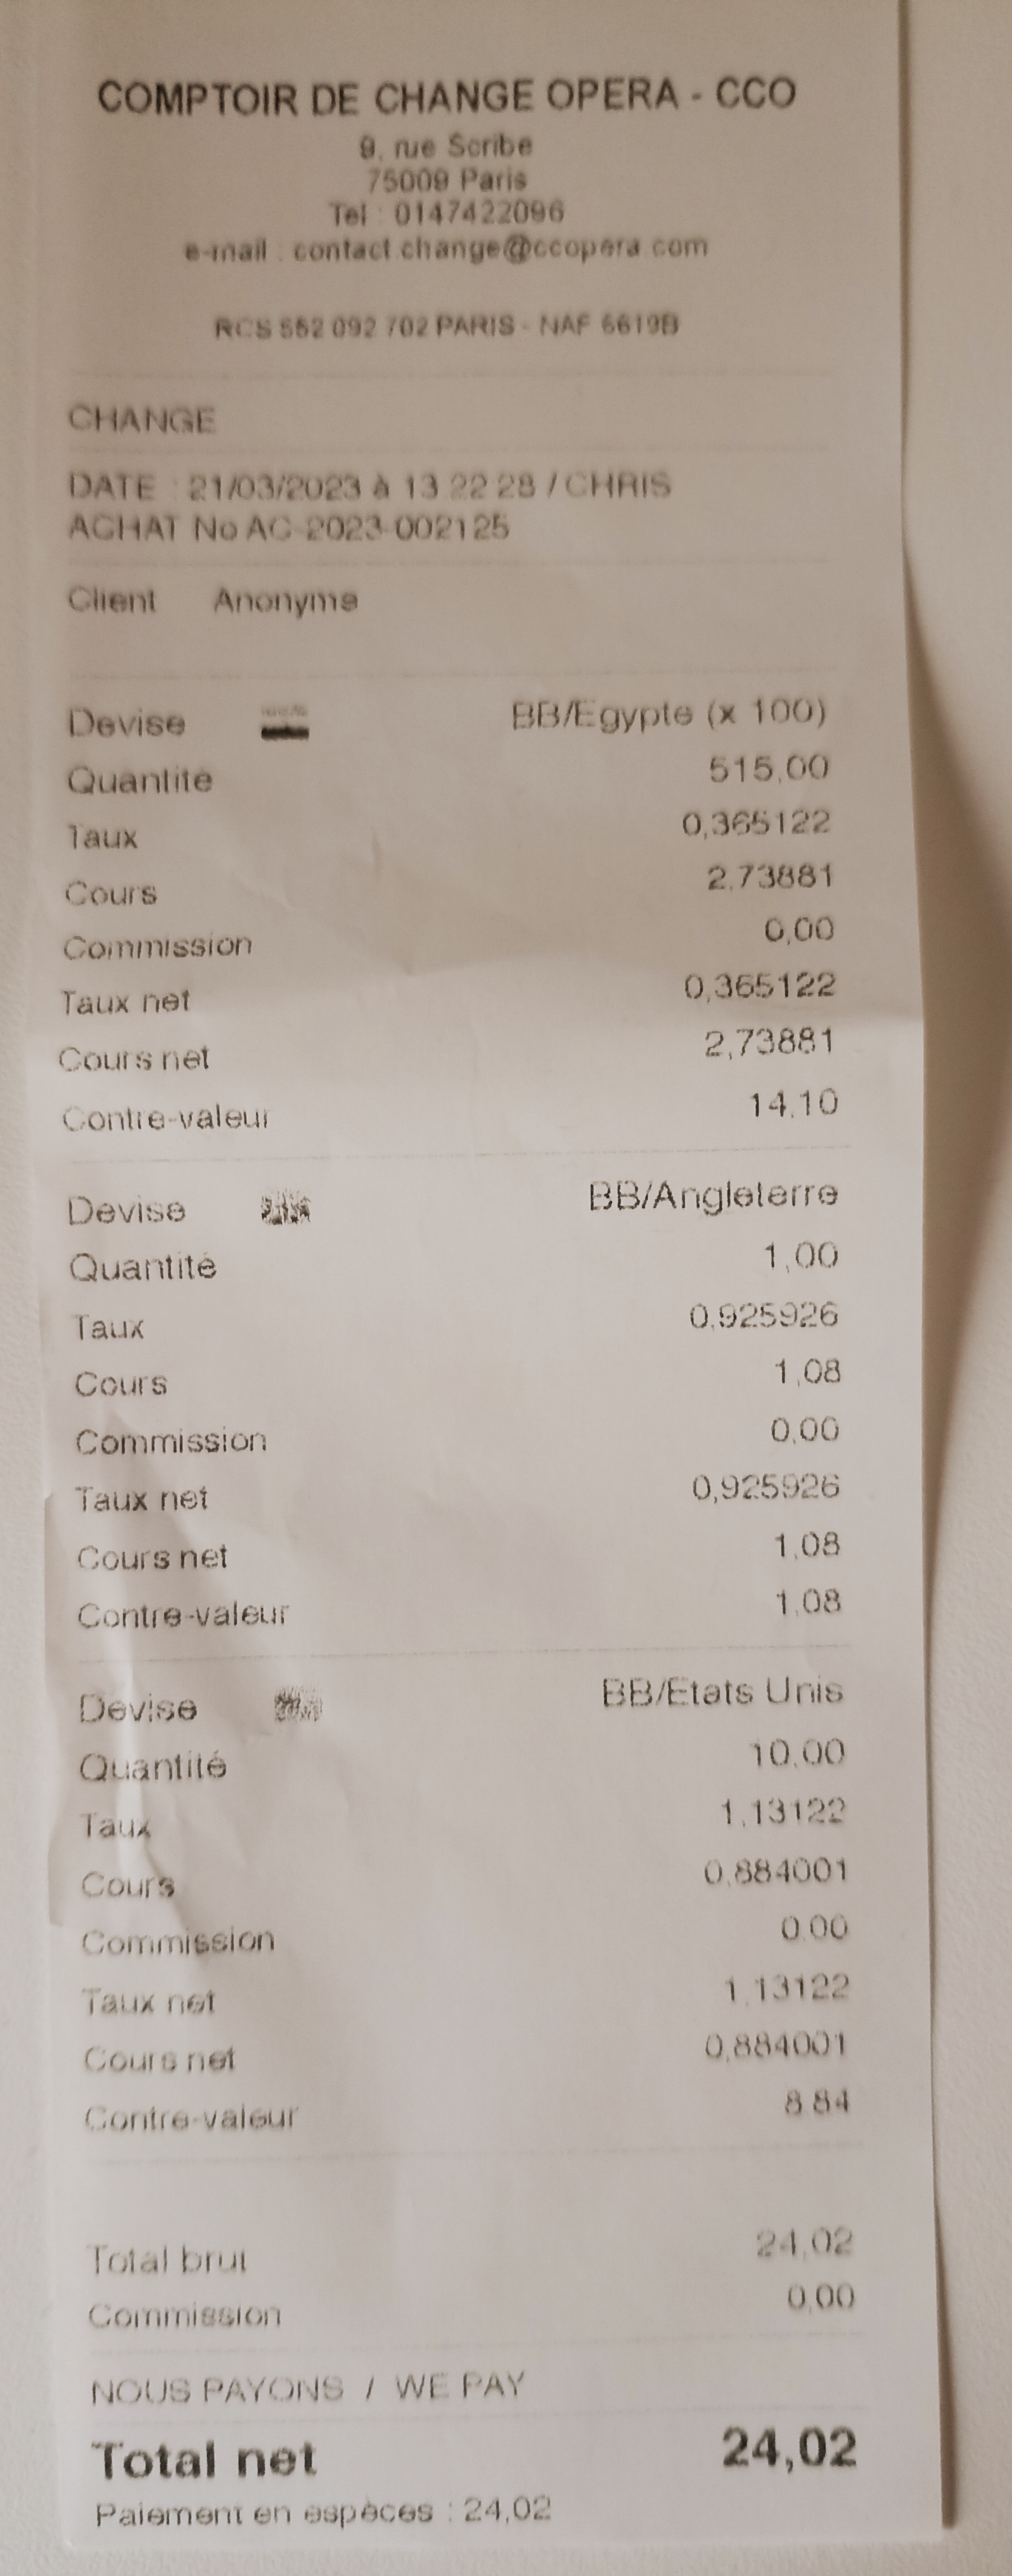 COMPTOIR DE CHANGE OPERA - CCO
9, rue Scribe
75009 Paris
Tel : 0147422096
e-mail : contact.change@ccopera.com
RCS 552 092 702 PARIS - NAF 6619B
CHANGE
DATE : 21/03/2023 à 13:22:28 / CHRIS
ACHAT No AC-2023-002125
Client Anonyme
Devise BB/Egypte (x 100)
Quantité 515,00
Taux 0,365122
Cours 2,73881
Commission 0,00
Taux net 0,365122
Cours net 2,73881
Contre-valeur 14,10
Devise BB/Angleterre
Quantité 1,00
Taux 0,925926
Cours 1,08
Commission 0,00
Taux net 0,925926
Cours net 1,08
Contre-valeur 1,08
Devise BB/Etats Unis
Quantité 10,00
Taux 1,13122
Cours 0,884001
Commission 0,00
Taux net 1,13122
Cours net 0,884001
Contre-valeur 8,84
Total brut 24,02
Commission 0,00
NOUS PAYONS / WE PAY
Total net 24,02
Paiement en espèces : 24,02